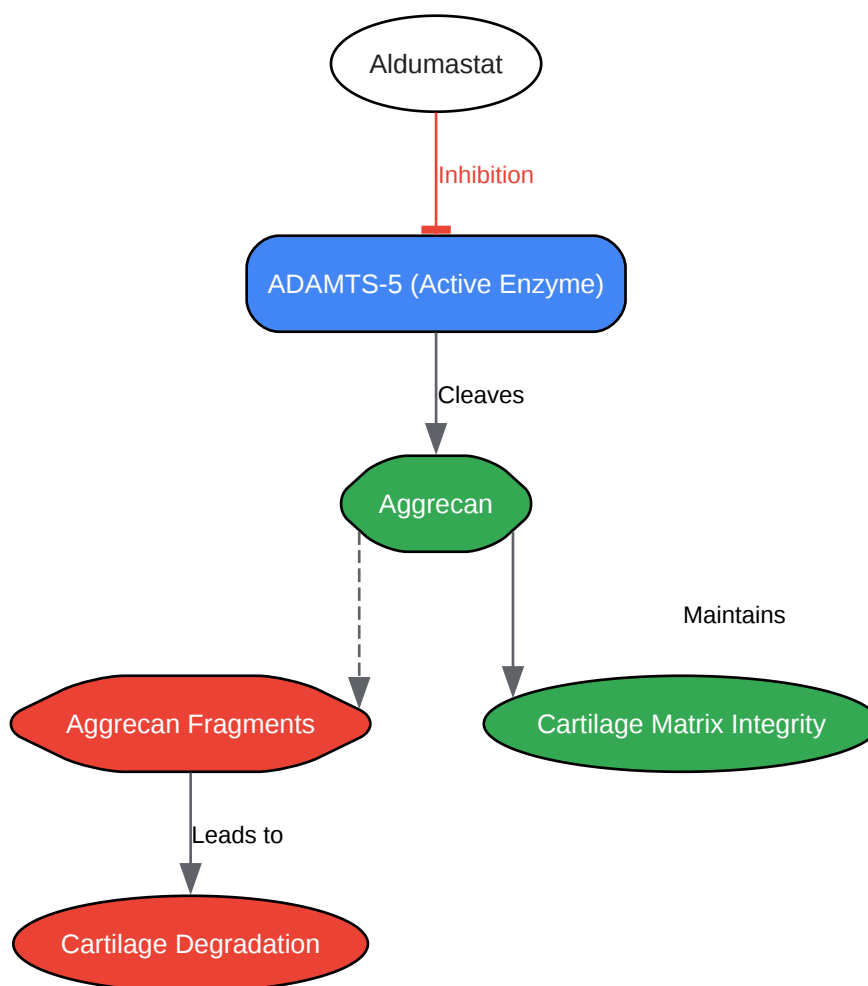 Aldumastat
Inhibition
ADAMTS-5 (Active Enzyme)
Cleaves
Aggrecan
Maintains
Aggrecan Fragments
Cartilage Matrix Integrity
Leads to
Cartilage Degradation